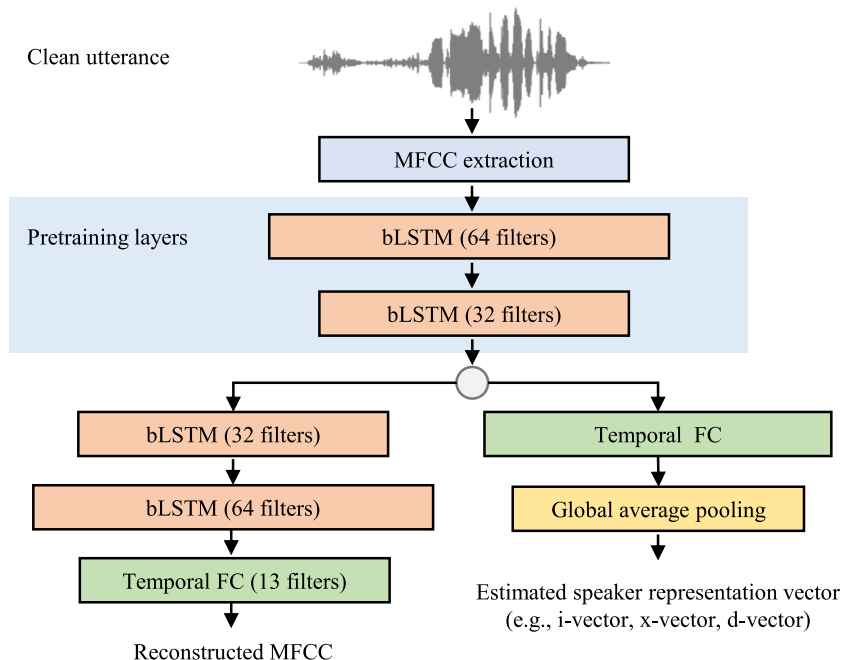 Clean utterance
MFCC extraction
Pretraining layers
bLSTM (64 filters)
bLSTM (32 filters)
bLSTM (32 filters)
bLSTM (64 filters)
Temporal FC (13 filters)
Reconstructed MFCC
Temporal FC
Global average pooling
Estimated speaker representation vector
(e.g., i-vector, x-vector, d-vector)